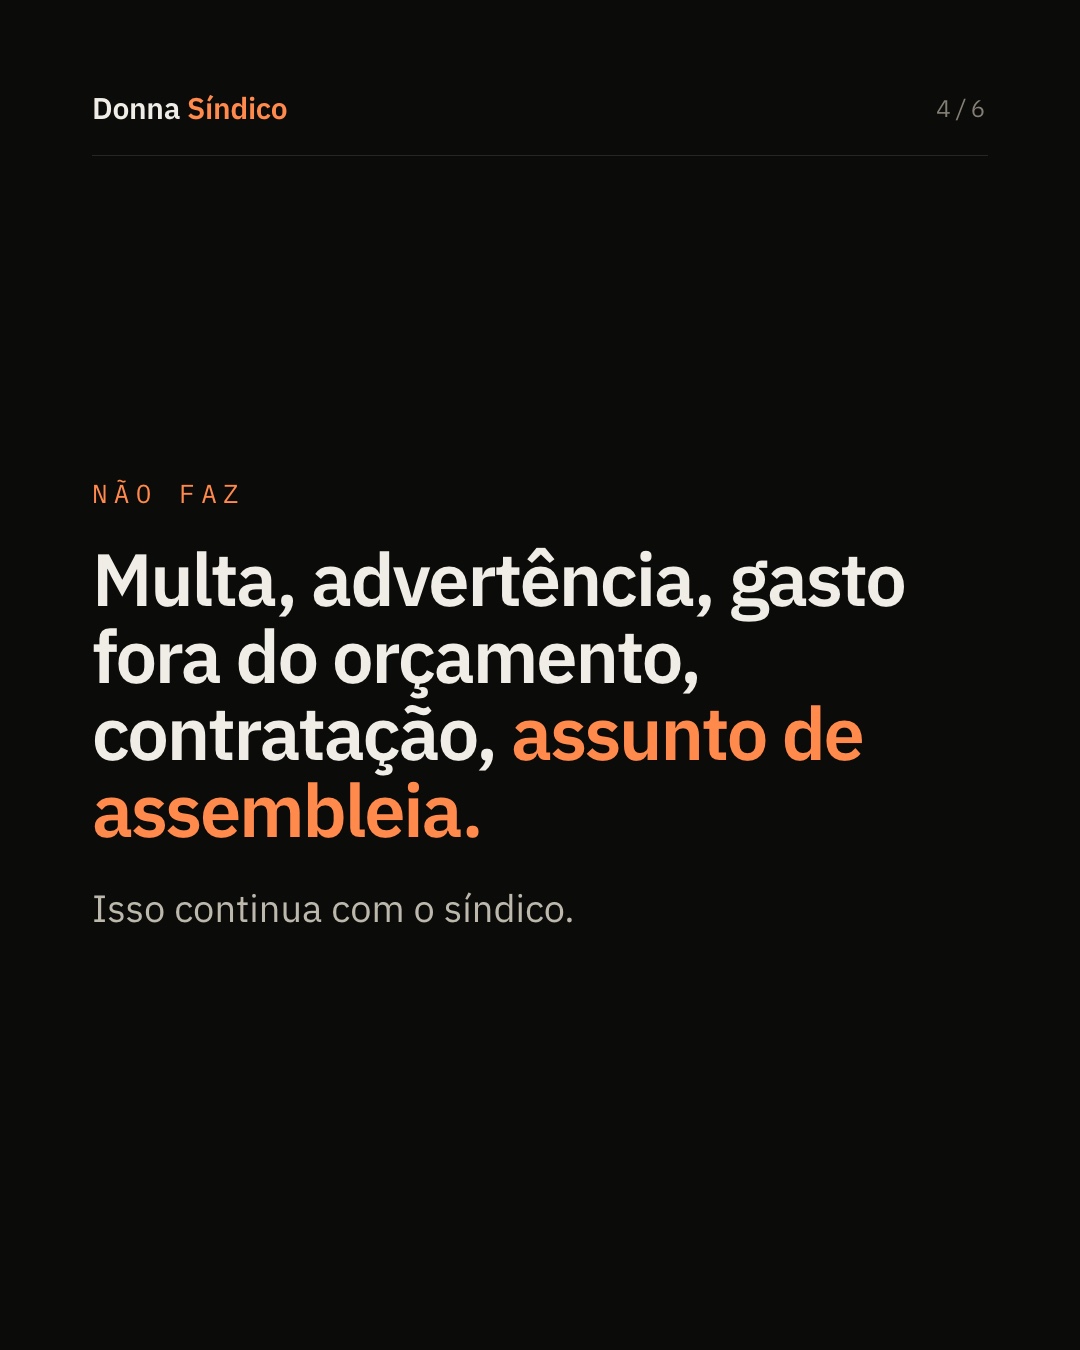 Donna Síndico
4/6
NÃO FAZ
Multa, advertência, gasto
fora do orçamento,
contratação, assunto de
assembleia.
Isso continua com o síndico.